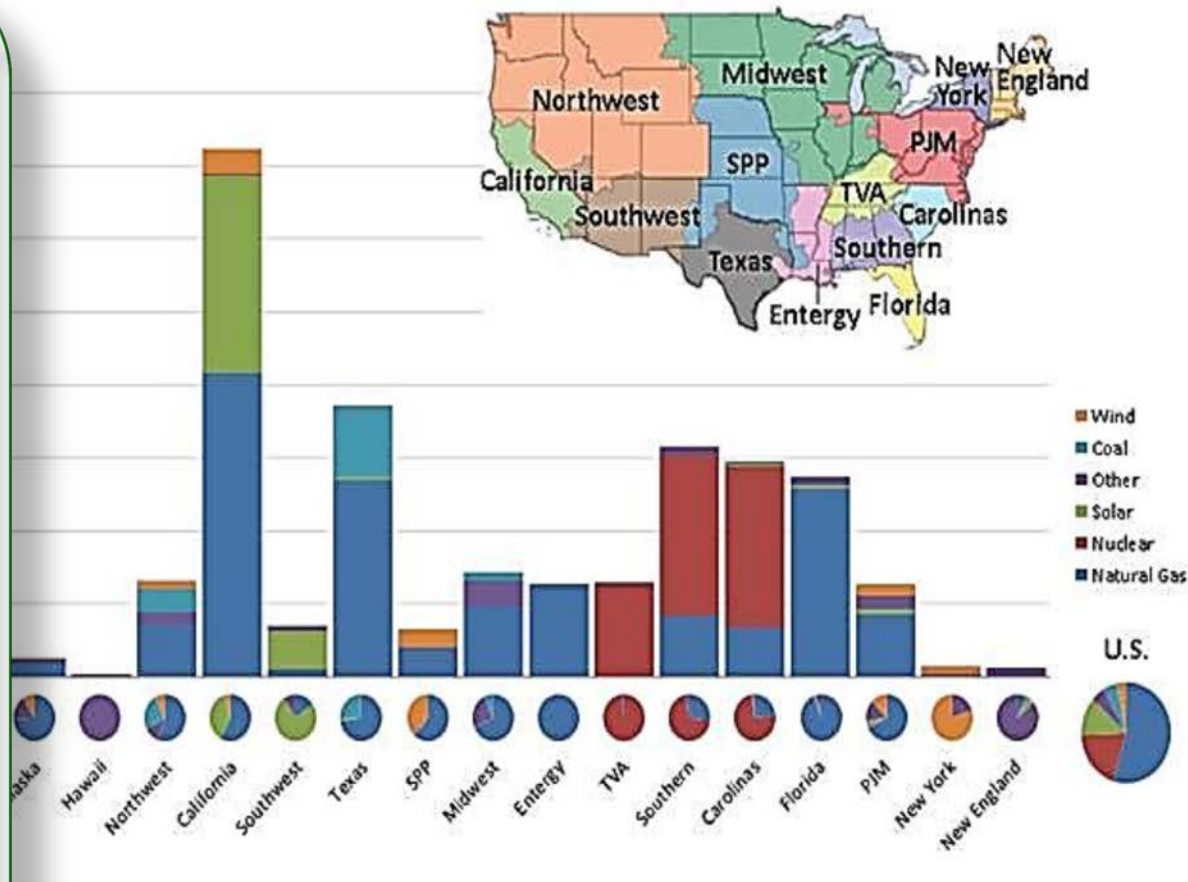 New
England
New
York
Midwest
Northwest
PJM
SPP
California
TVA
Southwest
Carolinas
Southern
Texas
Entergy
Florida
Wind
Coal
Other
Solar
Nuclear
Natural Gas
U.S.
aska
Hawaii
Northwest
California
Southwest
Texas
SPP
Midwest
Entergy
TVA
Southern
Carolinas
Florida
PJM
New York
New England